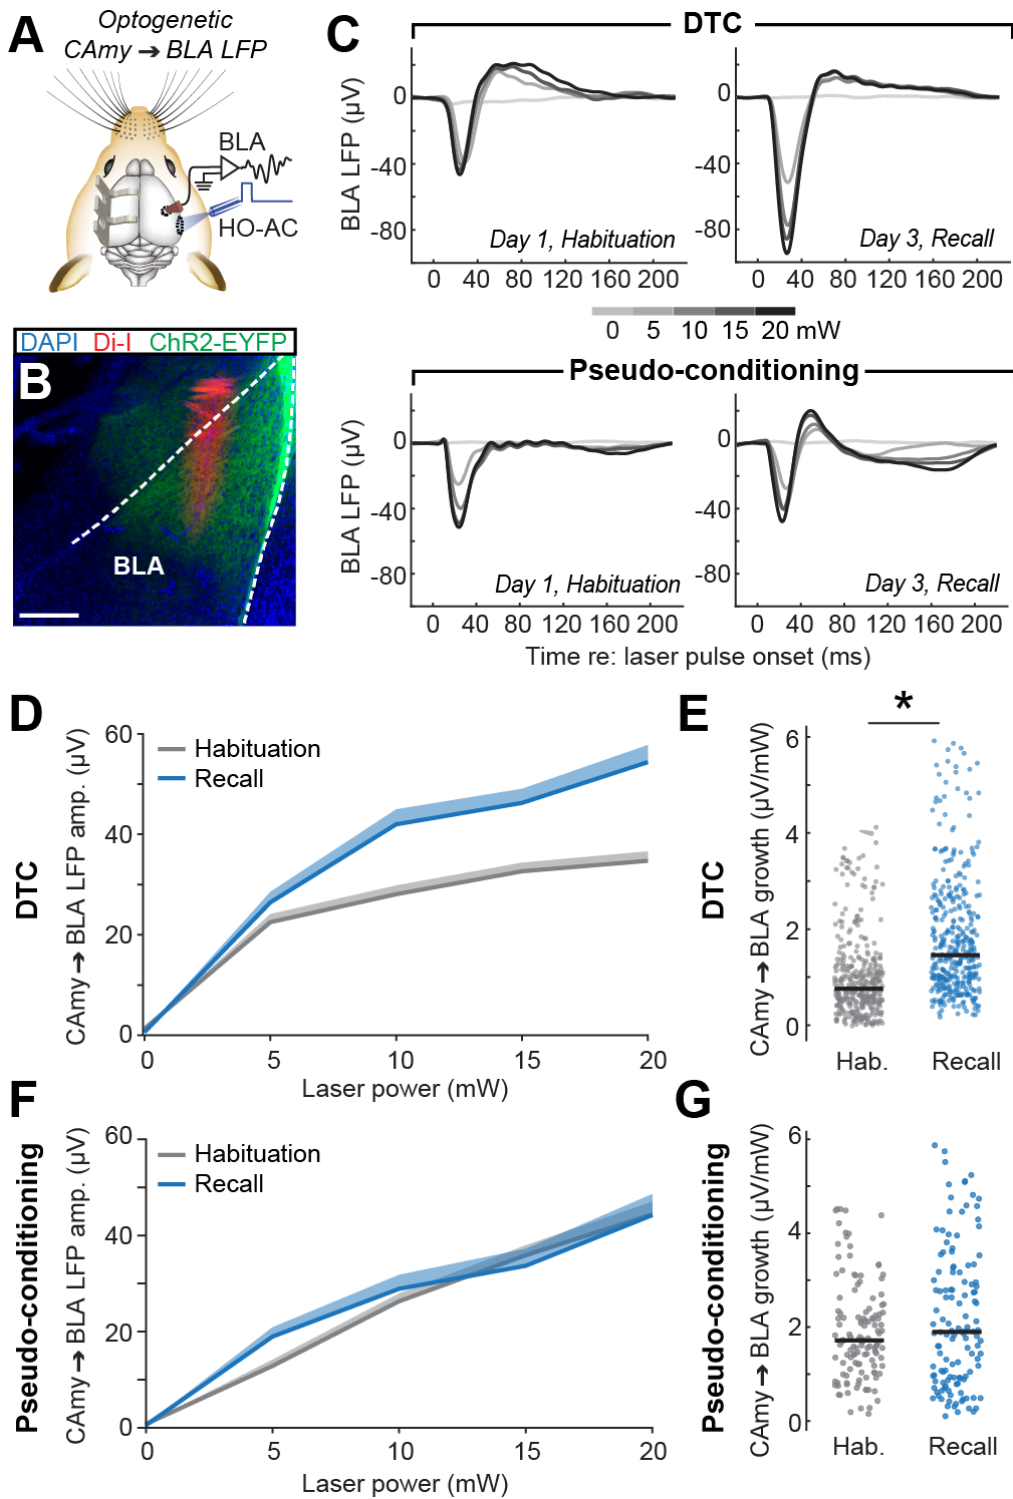 A
Optogenetic
CAmy → BLA LFP
BLA
HO-AC
DAPI Di-I ChR2-EYFP
B
BLA
C
DTC
BLA LFP (µV)
0
-40
-80
Day 1, Habituation
0 40 80 120 160 200
0
-40
-80
Day 3, Recall
0 40 80 120 160 200
0 5 10 15 20 mW
Pseudo-conditioning
BLA LFP (µV)
0
-40
-80
Day 1, Habituation
0 40 80 120 160 200
0
-40
-80
Day 3, Recall
0 40 80 120 160 200
Time re: laser pulse onset (ms)
D
DTC
CAmy → BLA LFP amp. (µV)
60
40
20
0
Habituation
Recall
0 5 10 15 20
Laser power (mW)
E
DTC
CAmy → BLA growth (µV/mW)
6
4
2
0
*
Hab. Recall
F
Pseudo-conditioning
CAmy → BLA LFP amp. (µV)
60
40
20
0
Habituation
Recall
0 5 10 15 20
Laser power (mW)
G
Pseudo-conditioning
CAmy → BLA growth (µV/mW)
6
4
2
0
Hab. Recall